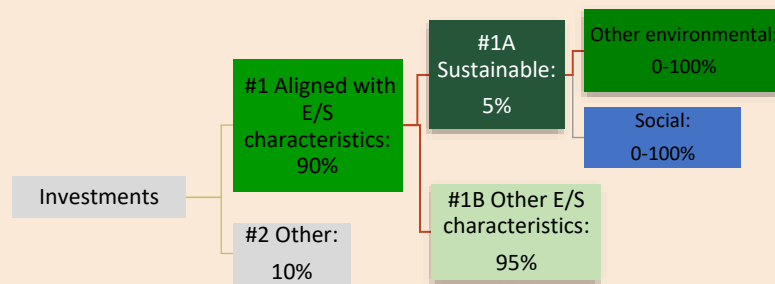 Investments
#1 Aligned with
E/S
characteristics:
90%
#2 Other:
10%
#1A
Sustainable:
5%
#1B Other E/S
characteristics:
95%
Other environmental:
0-100%
Social:
0-100%